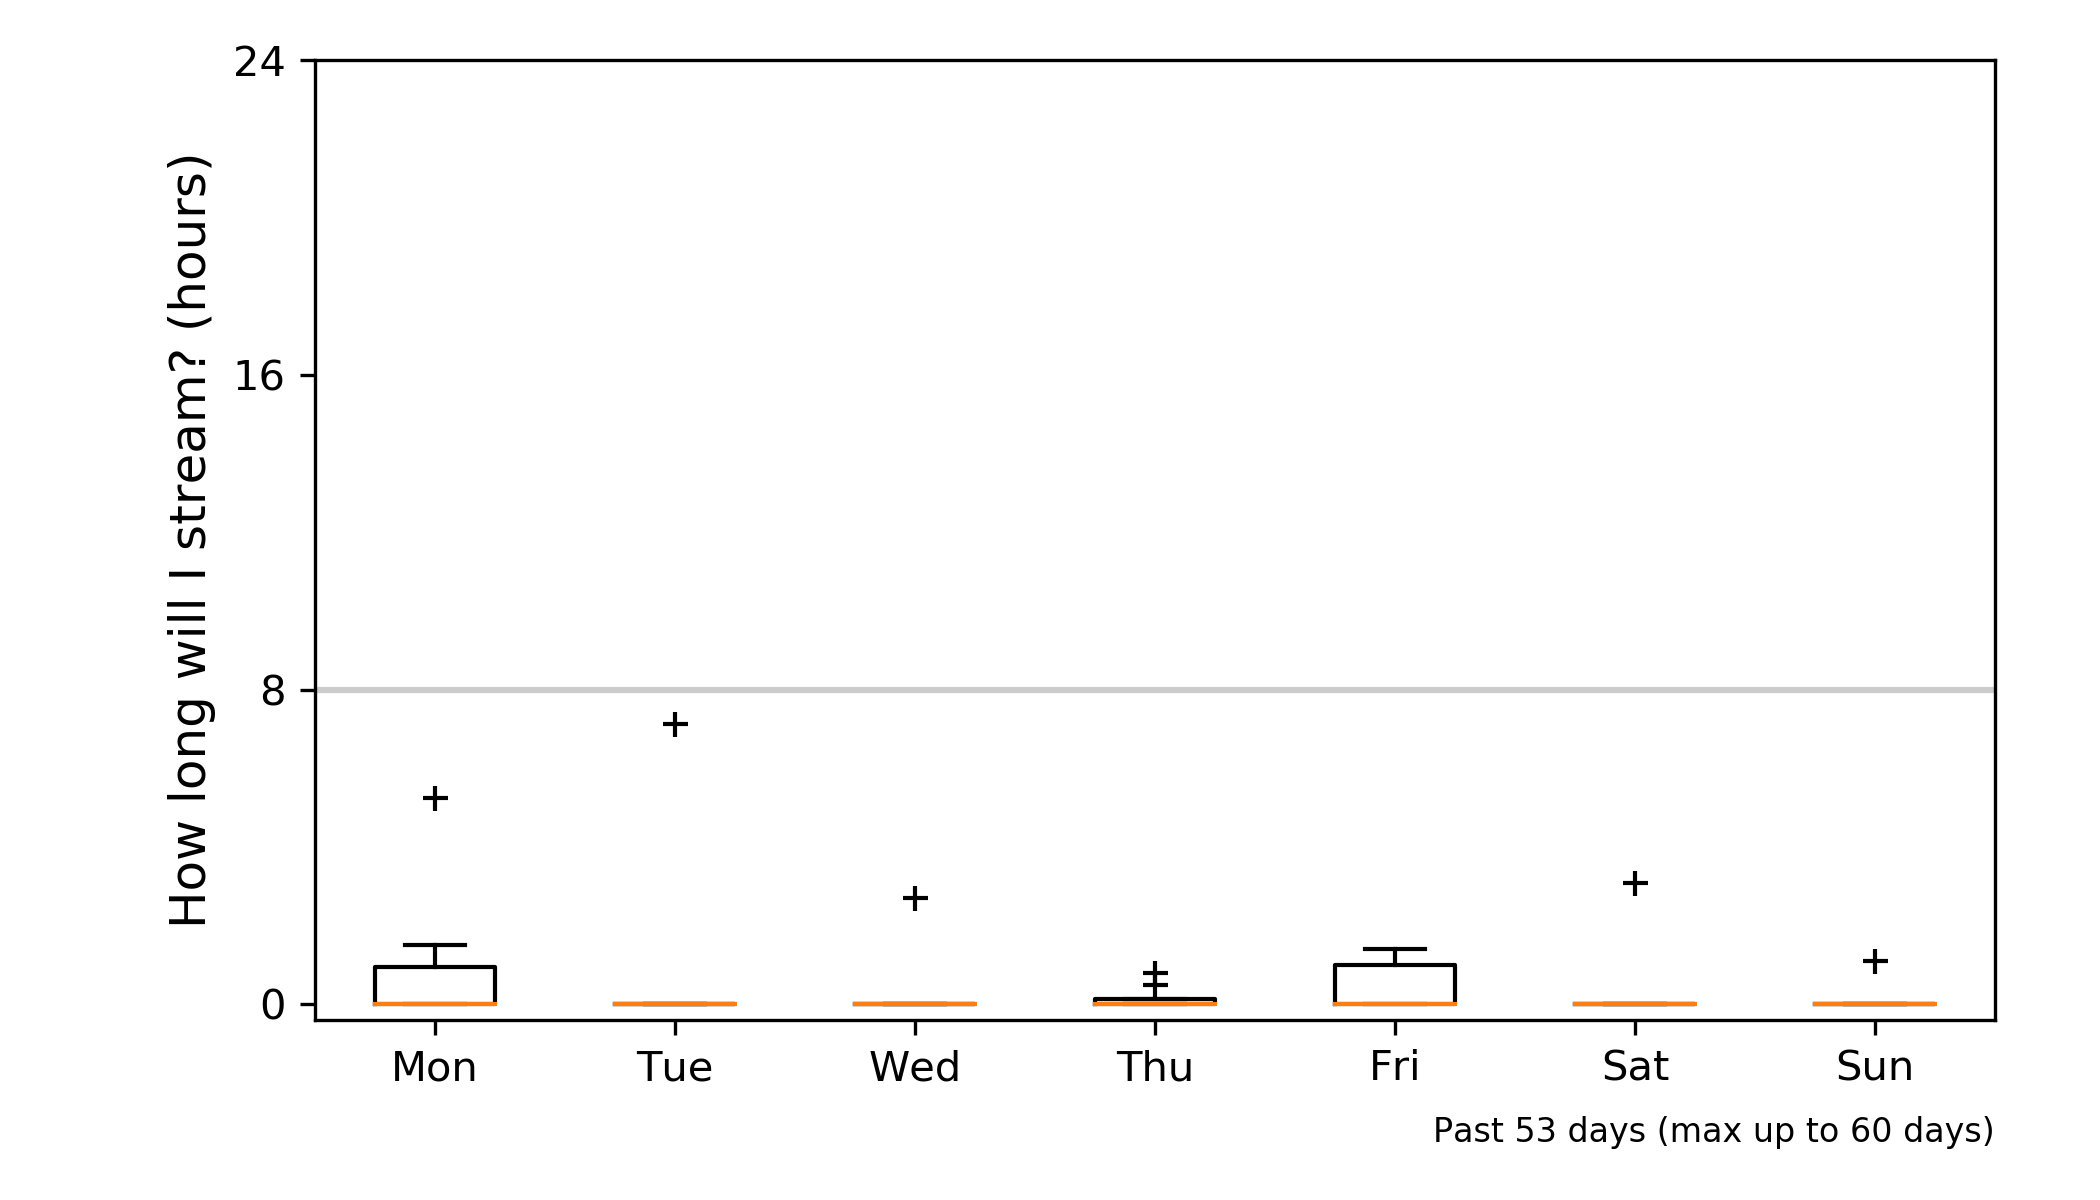 How long will I stream? (hours)
24
16
8
0
Mon Tue Wed Thu Fri Sat Sun
Past 53 days (max up to 60 days)